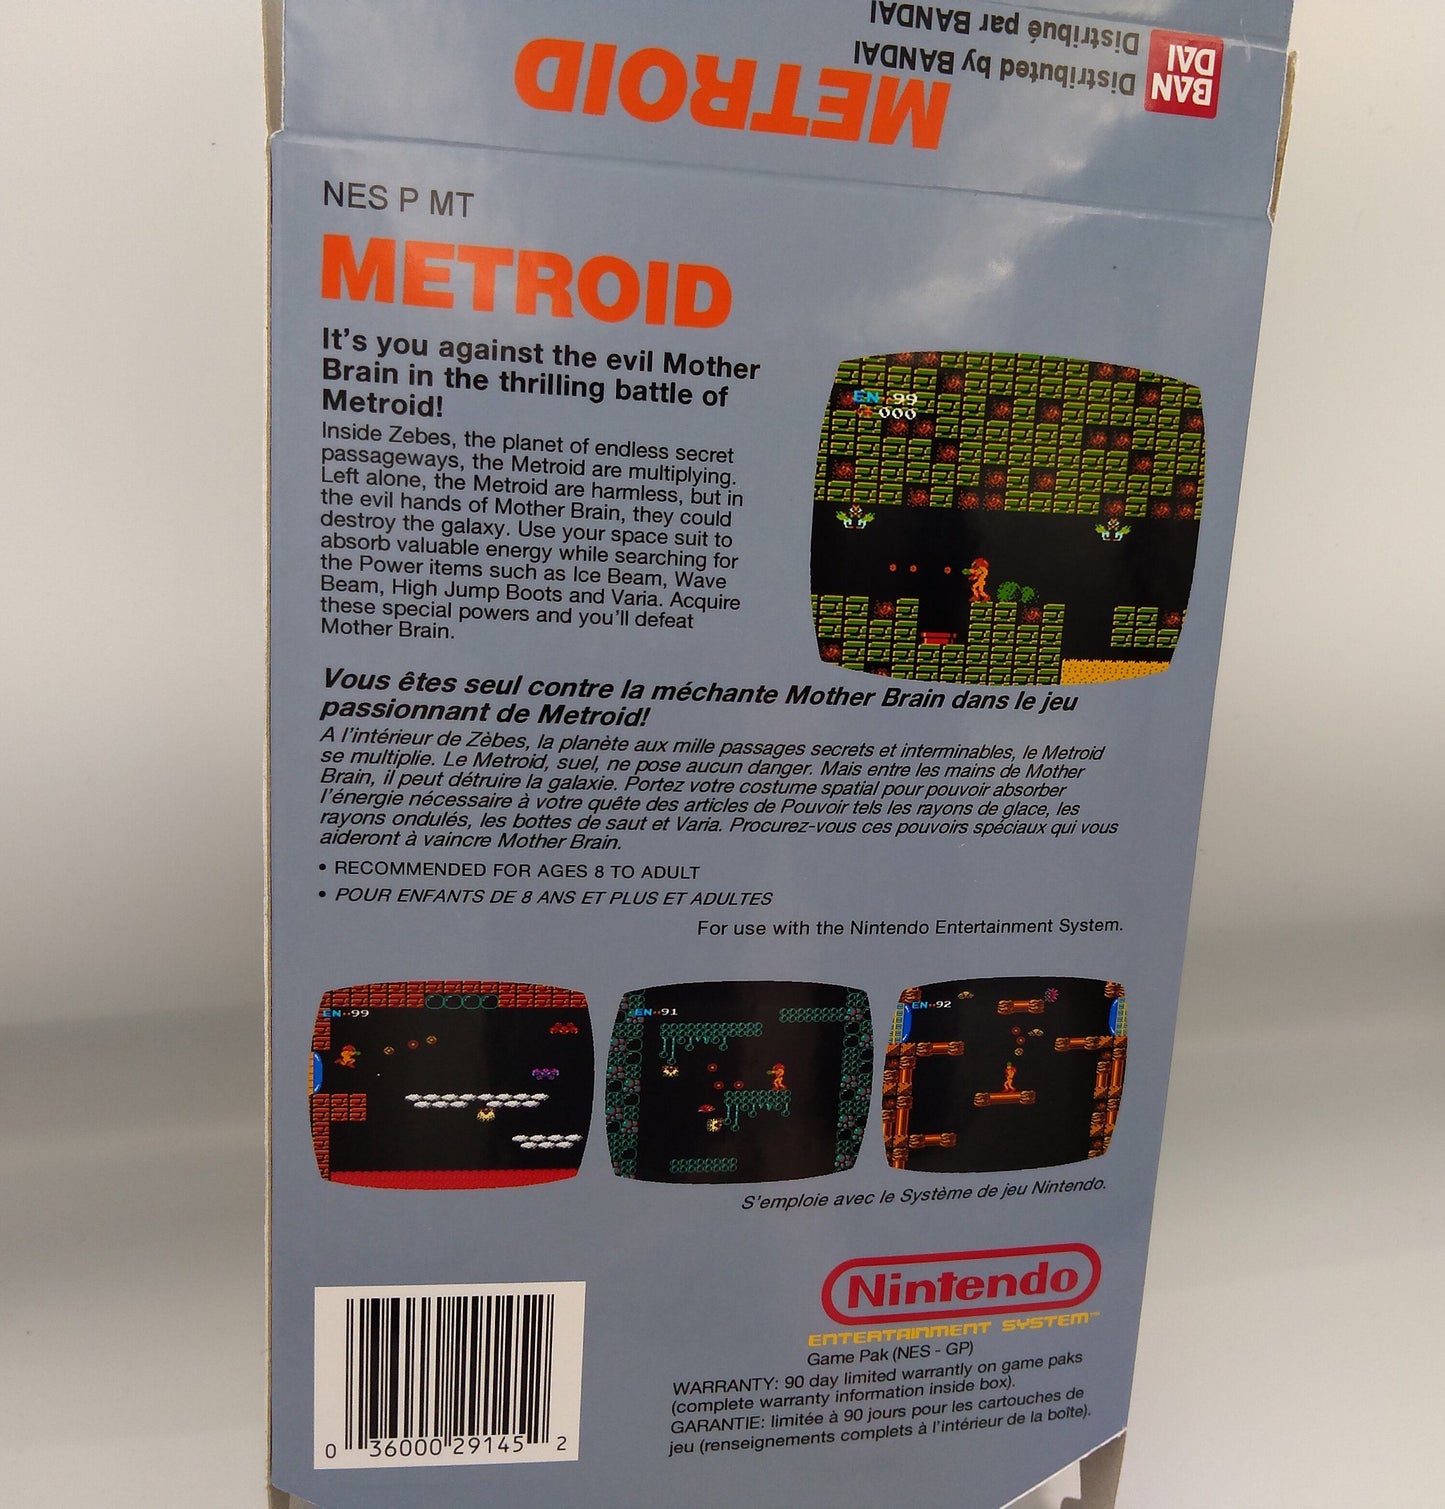 Distribué par BANDAI
Distributed by BANDAI
BAN
DAI
METROID
NES P MT
METROID
It's you against the evil Mother
Brain in the thrilling battle of
Metroid!
Inside Zebes, the planet of endless secret
passageways, the Metroid are multiplying.
Left alone, the Metroid are harmless, but in
the evil hands of Mother Brain, they could
destroy the galaxy. Use your space suit to
absorb valuable energy while searching for
the Power items such as Ice Beam, Wave
Beam, High Jump Boots and Varia. Acquire
these special powers and you'll defeat
Mother Brain.
EN..99
000
Vous êtes seul contre la méchante Mother Brain dans le jeu
passionnant de Metroid!
A l'intérieur de Zèbes, la planète aux mille passages secrets et interminables, le Metroid
se multiplie. Le Metroid, suel, ne pose aucun danger. Mais entre les mains de Mother
Brain, il peut détruire la galaxie. Portez votre costume spatial pour pouvoir absorber
l'énergie nécessaire à votre quête des articles de Pouvoir tels les rayons de glace, les
rayons ondulés, les bottes de saut et Varia. Procurez-vous ces pouvoirs spéciaux qui vous
aideront à vaincre Mother Brain.
• RECOMMENDED FOR AGES 8 TO ADULT
• POUR ENFANTS DE 8 ANS ET PLUS ET ADULTES
For use with the Nintendo Entertainment System.
EN..99
EN..91
EN..92
S'emploie avec le Système de jeu Nintendo.
Nintendo
ENTERTAINMENT SYSTEM™
Game Pak (NES - GP)
WARRANTY: 90 day limited warrantly on game paks
(complete warranty information inside box).
GARANTIE: limitée à 90 jours pour les cartouches de
jeu (renseignements complets à l'intérieur de la boîte).
0 36000 29145 2